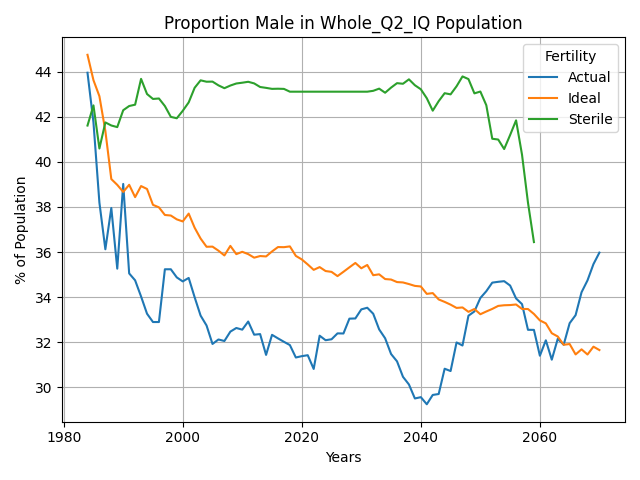 Proportion Male in Whole_Q2_IQ Population
% of Population
44
42
40
38
36
34
32
30
Fertility
Actual
Ideal
Sterile
1980
2000
2020
2040
2060
Years